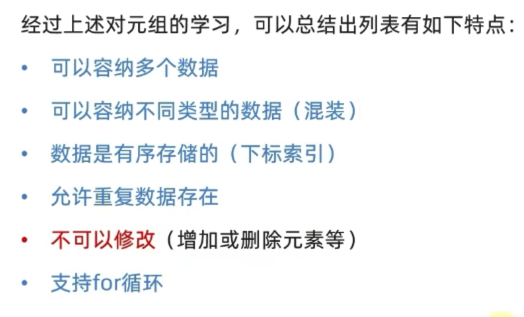 经过上述对元组的学习，可以总结出列表有如下特点：
• 可以容纳多个数据
• 可以容纳不同类型的数据（混装）
• 数据是有序存储的（下标索引）
• 允许重复数据存在
• 不可以修改（增加或删除元素等）
• 支持for循环